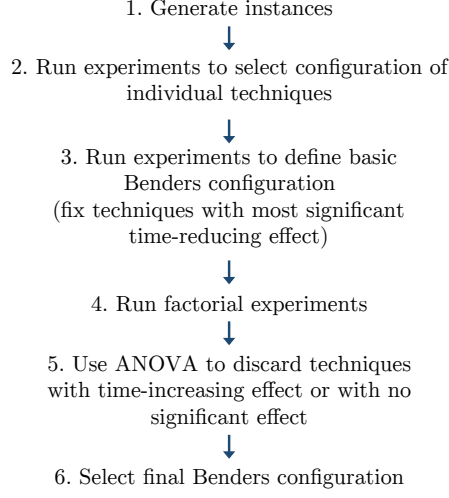 1. Generate instances
2. Run experiments to select configuration of
individual techniques
3. Run experiments to define basic
Benders configuration
(fix techniques with most significant
time-reducing effect)
4. Run factorial experiments
5. Use ANOVA to discard techniques
with time-increasing effect or with no
significant effect
6. Select final Benders configuration